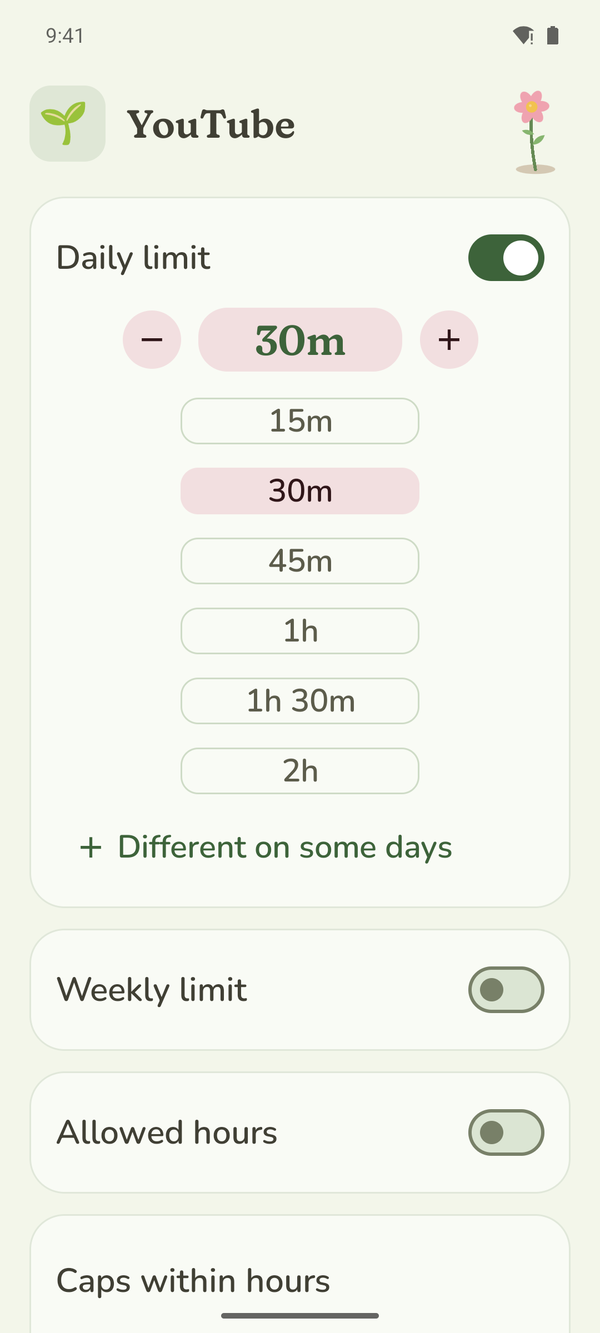 9:41
YouTube
Daily limit
− 30m +
15m
30m
45m
1h
1h 30m
2h
+ Different on some days
Weekly limit
Allowed hours
Caps within hours